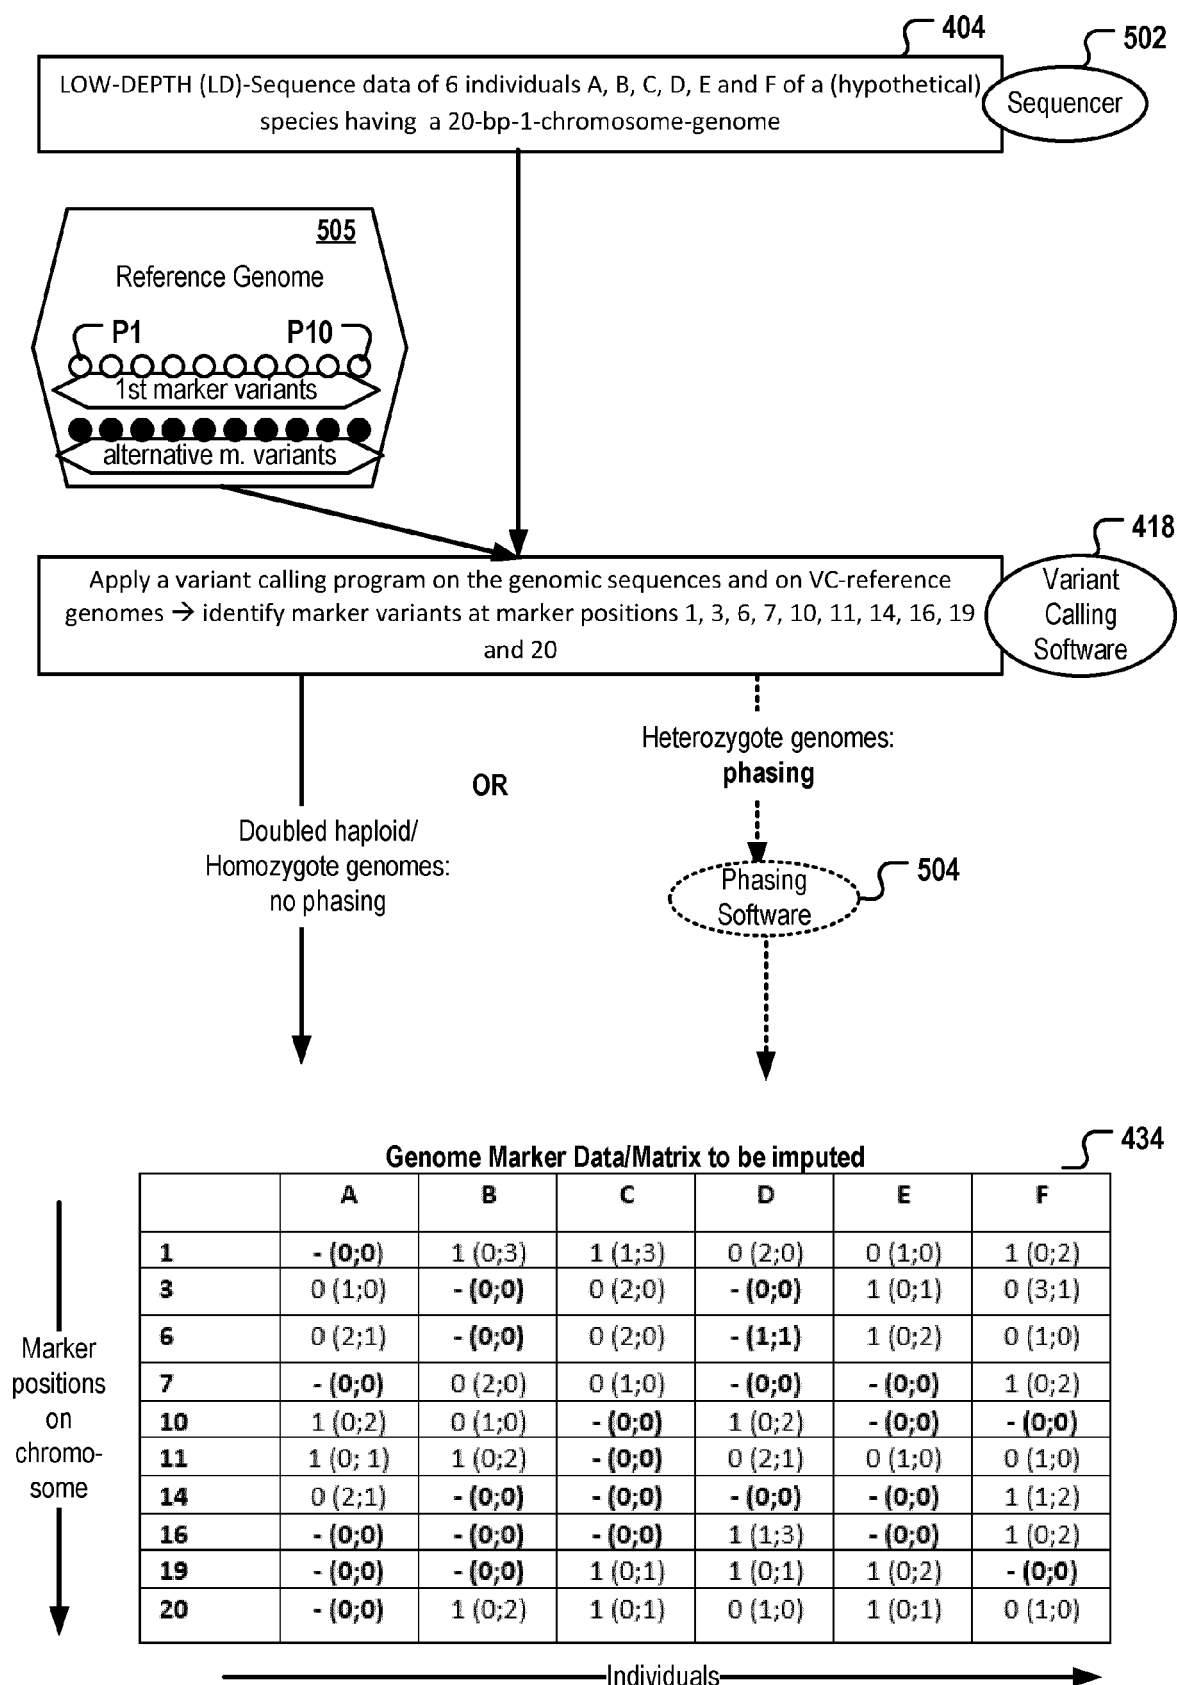 404
502
LOW-DEPTH (LD)-Sequence data of 6 individuals A, B, C, D, E and F of a (hypothetical)
species having a 20-bp-1-chromosome-genome
Sequencer
505
Reference Genome
P1 P10
1st marker variants
alternative m. variants
418
Apply a variant calling program on the genomic sequences and on VC-reference
genomes → identify marker variants at marker positions 1, 3, 6, 7, 10, 11, 14, 16, 19
and 20
Variant
Calling
Software
Heterozygote genomes:
phasing
OR
Doubled haploid/
Homozygote genomes:
no phasing
504
Phasing
Software
434
Genome Marker Data/Matrix to be imputed
A B C D E F
1 - (0;0) 1 (0;3) 1 (1;3) 0 (2;0) 0 (1;0) 1 (0;2)
3 0 (1;0) - (0;0) 0 (2;0) - (0;0) 1 (0;1) 0 (3;1)
6 0 (2;1) - (0;0) 0 (2;0) - (1;1) 1 (0;2) 0 (1;0)
7 - (0;0) 0 (2;0) 0 (1;0) - (0;0) - (0;0) 1 (0;2)
10 1 (0;2) 0 (1;0) - (0;0) 1 (0;2) - (0;0) - (0;0)
11 1 (0; 1) 1 (0;2) - (0;0) 0 (2;1) 0 (1;0) 0 (1;0)
14 0 (2;1) - (0;0) - (0;0) - (0;0) - (0;0) 1 (1;2)
16 - (0;0) - (0;0) - (0;0) 1 (1;3) - (0;0) 1 (0;2)
19 - (0;0) - (0;0) 1 (0;1) 1 (0;1) 1 (0;2) - (0;0)
20 - (0;0) 1 (0;2) 1 (0;1) 0 (1;0) 1 (0;1) 0 (1;0)
Marker
positions
on
chromo-
some
Individuals